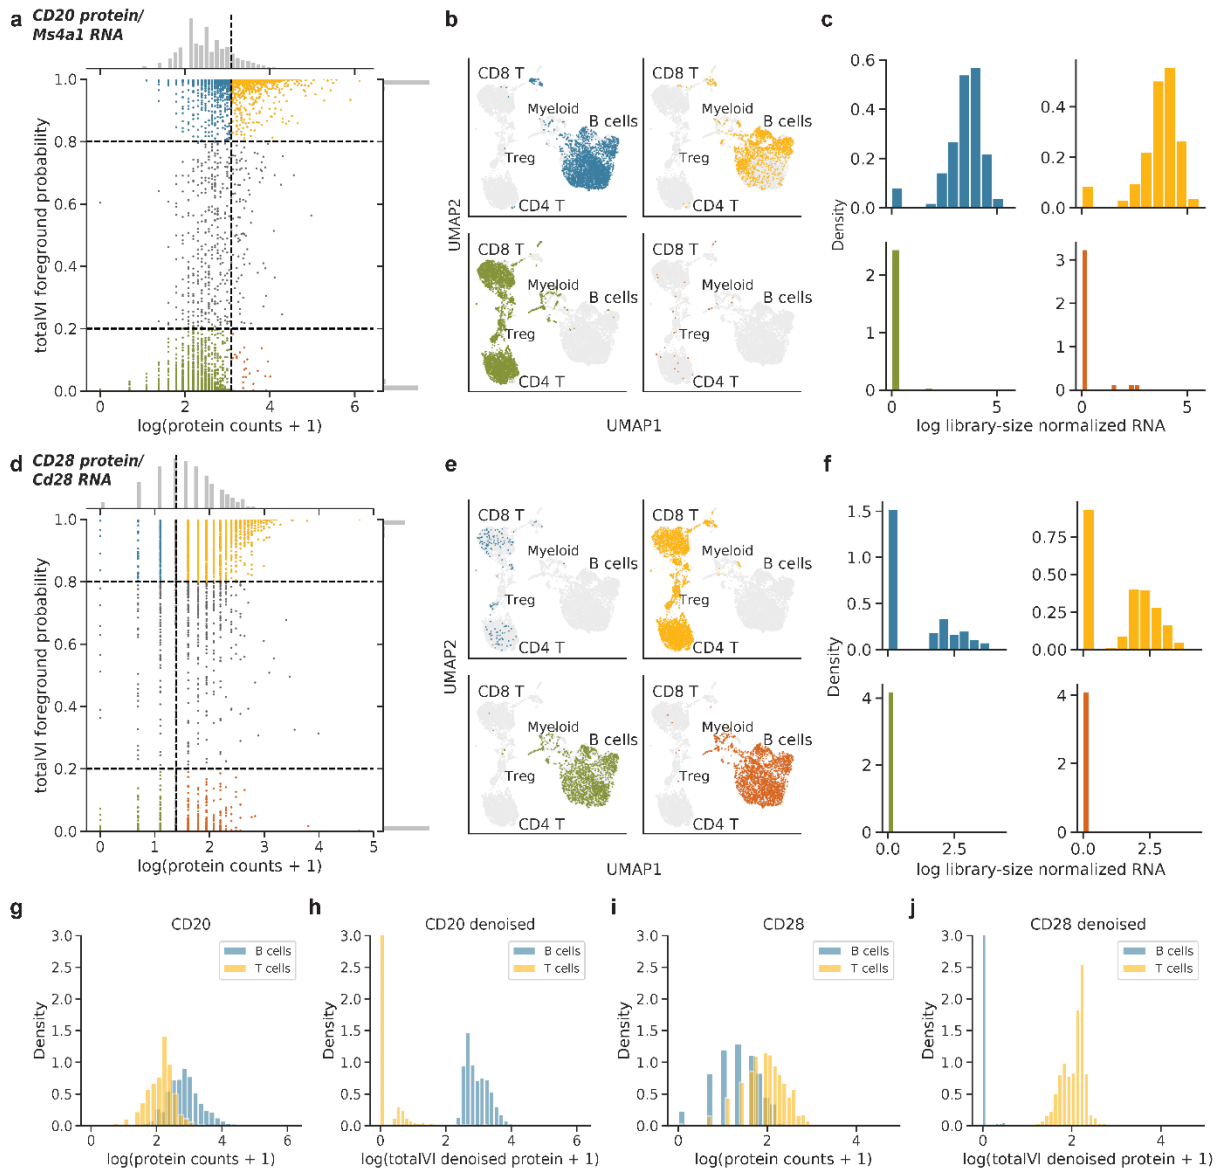 a
CD20 protein/
Ms4a1 RNA
1.0
0.8
0.6
0.4
0.2
0.0
totalVI foreground probability
0
2
4
6
log(protein counts + 1)
b
CD8 T
Myeloid
B cells
Treg
CD4 T
CD8 T
Myeloid
B cells
Treg
CD4 T
CD8 T
Myeloid
B cells
Treg
CD4 T
CD8 T
Myeloid
B cells
Treg
CD4 T
UMAP2
UMAP1
c
0.6
0.4
0.2
0.0
0.4
0.2
0.0
Density
2
1
0
0
5
3
2
1
0
0
5
log library-size normalized RNA
d
CD28 protein/
Cd28 RNA
1.0
0.8
0.6
0.4
0.2
0.0
totalVI foreground probability
0
1
2
3
4
5
log(protein counts + 1)
e
CD8 T
Myeloid
B cells
Treg
CD4 T
CD8 T
Myeloid
B cells
Treg
CD4 T
CD8 T
Myeloid
B cells
Treg
CD4 T
CD8 T
Myeloid
B cells
Treg
CD4 T
UMAP2
UMAP1
f
1.5
1.0
0.5
0.0
0.75
0.50
0.25
0.00
Density
4
2
0
0.0
2.5
4
2
0
0.0
2.5
log library-size normalized RNA
g
CD20
3.0
2.5
2.0
1.5
1.0
0.5
0.0
Density
B cells
T cells
0
2
4
6
log(protein counts + 1)
h
CD20 denoised
3.0
2.5
2.0
1.5
1.0
0.5
0.0
Density
B cells
T cells
0
2
4
6
log(totalVI denoised protein + 1)
i
CD28
3.0
2.5
2.0
1.5
1.0
0.5
0.0
Density
B cells
T cells
0
2
4
log(protein counts + 1)
j
CD28 denoised
3.0
2.5
2.0
1.5
1.0
0.5
0.0
Density
B cells
T cells
0
2
4
log(totalVI denoised protein + 1)